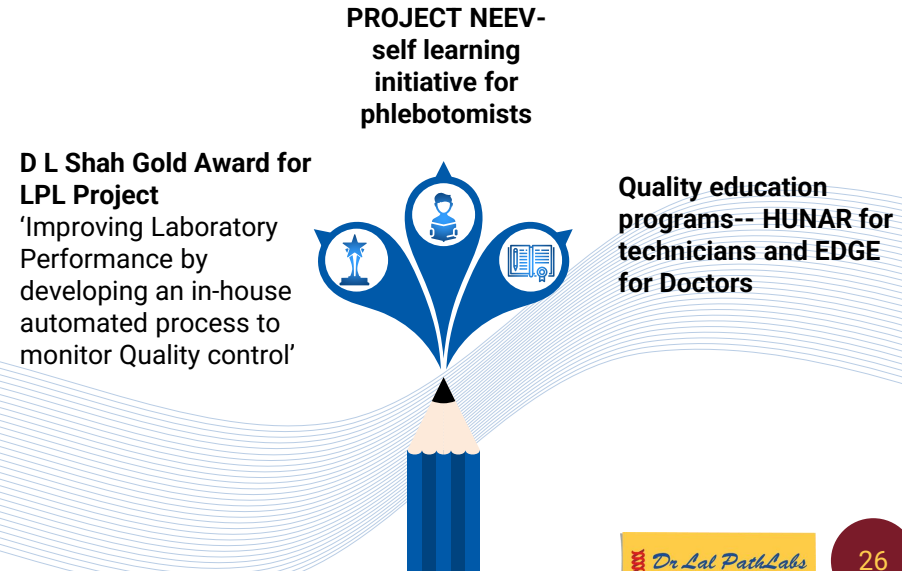 PROJECT NEEV-
self learning
initiative for
phlebotomists
D L Shah Gold Award for
LPL Project
‘Improving Laboratory
Performance by
developing an in-house
automated process to
monitor Quality control’
Quality education
programs-- HUNAR for
technicians and EDGE
for Doctors
Dr Lal PathLabs
26